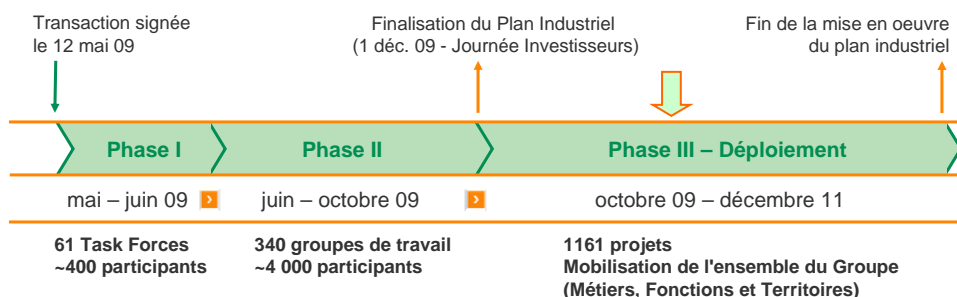 Transaction signée
le 12 mai 09
Finalisation du Plan Industriel
(1 déc. 09 - Journée Investisseurs)
Fin de la mise en oeuvre
du plan industriel
Phase I
Phase II
Phase III – Déploiement
mai – juin 09
juin – octobre 09
octobre 09 – décembre 11
61 Task Forces
~400 participants
340 groupes de travail
~4 000 participants
1161 projets
Mobilisation de l'ensemble du Groupe
(Métiers, Fonctions et Territoires)